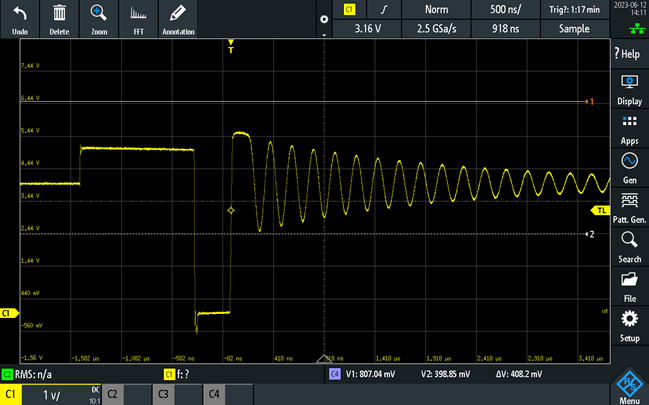 C1
Norm
500 ns/
Trig?: 1:17 min
2023-06-12
14:11
3.16 V
2.5 GSa/s
918 ns
Sample
Undo
Delete
Zoom
FFT
Annotation
T
7,44 V
6,44 V
5,44 V
4,44 V
3,44 V
2,44 V
1,44 V
440 mV
-560 mV
-1,56 V
1
TL
2
C1
-1,582 µs
-1,082 µs
-582 ns
-82 ns
418 ns
918 ns
1,418 µs
1,918 µs
2,418 µs
2,918 µs
3,418 µs
? Help
Display
Apps
Gen
Patt. Gen.
Search
File
Setup
Menu
C2 RMS: n/a
C1 f: ?
C4 V1: 807.04 mV
V2: 398.85 mV
ΔV: 408.2 mV
C1
1 V/
DC
10:1
C2
C3
C4